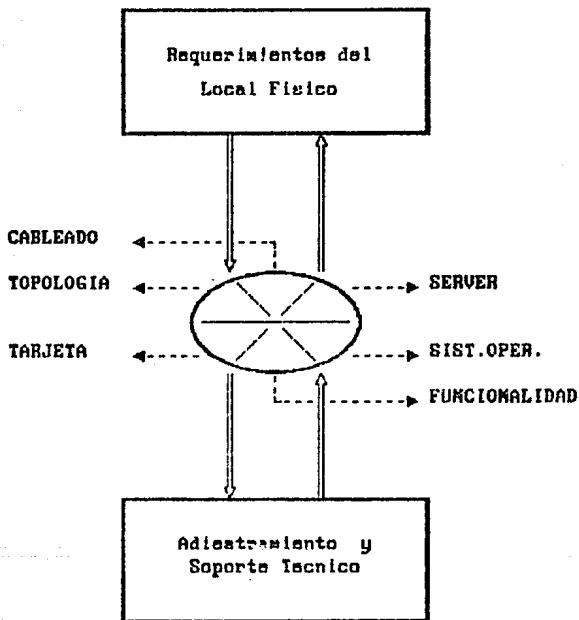 Requerimientos del
Local Fisico
CABLEADO
TOPOLOGIA
SERVER
TARJETA
SIST.OPER.
FUNCIONALIDAD
Adiestramiento y
Soporte Tecnico